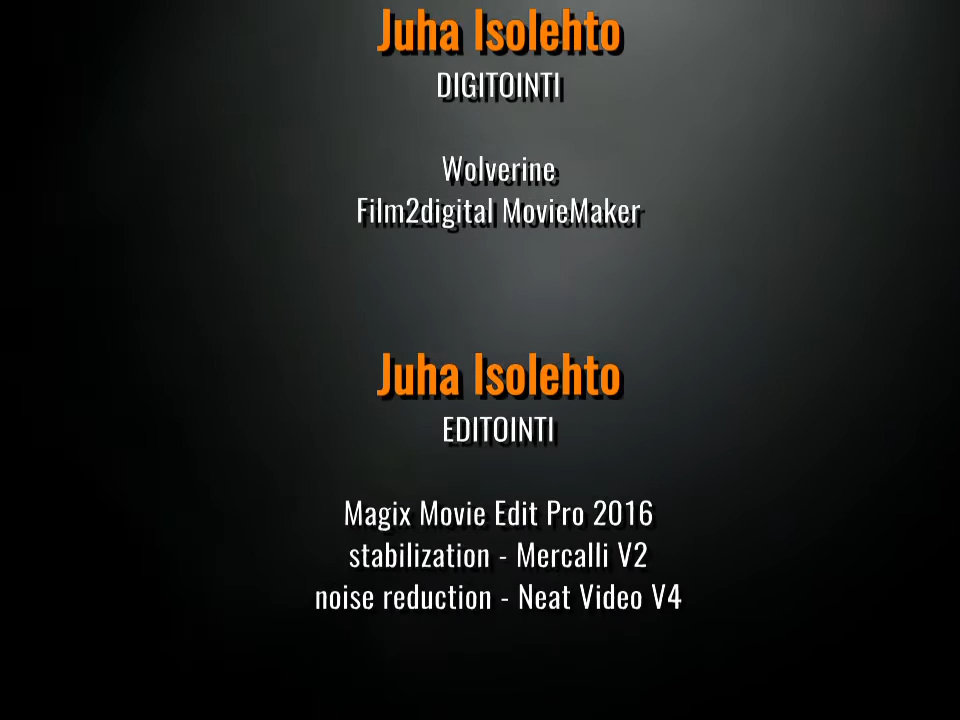 Juha Isolehto
DIGITOINTI
Wolverine
Film2digital MovieMaker
Juha Isolehto
EDITOINTI
Magix Movie Edit Pro 2016
stabilization - Mercalli V2
noise reduction - Neat Video V4